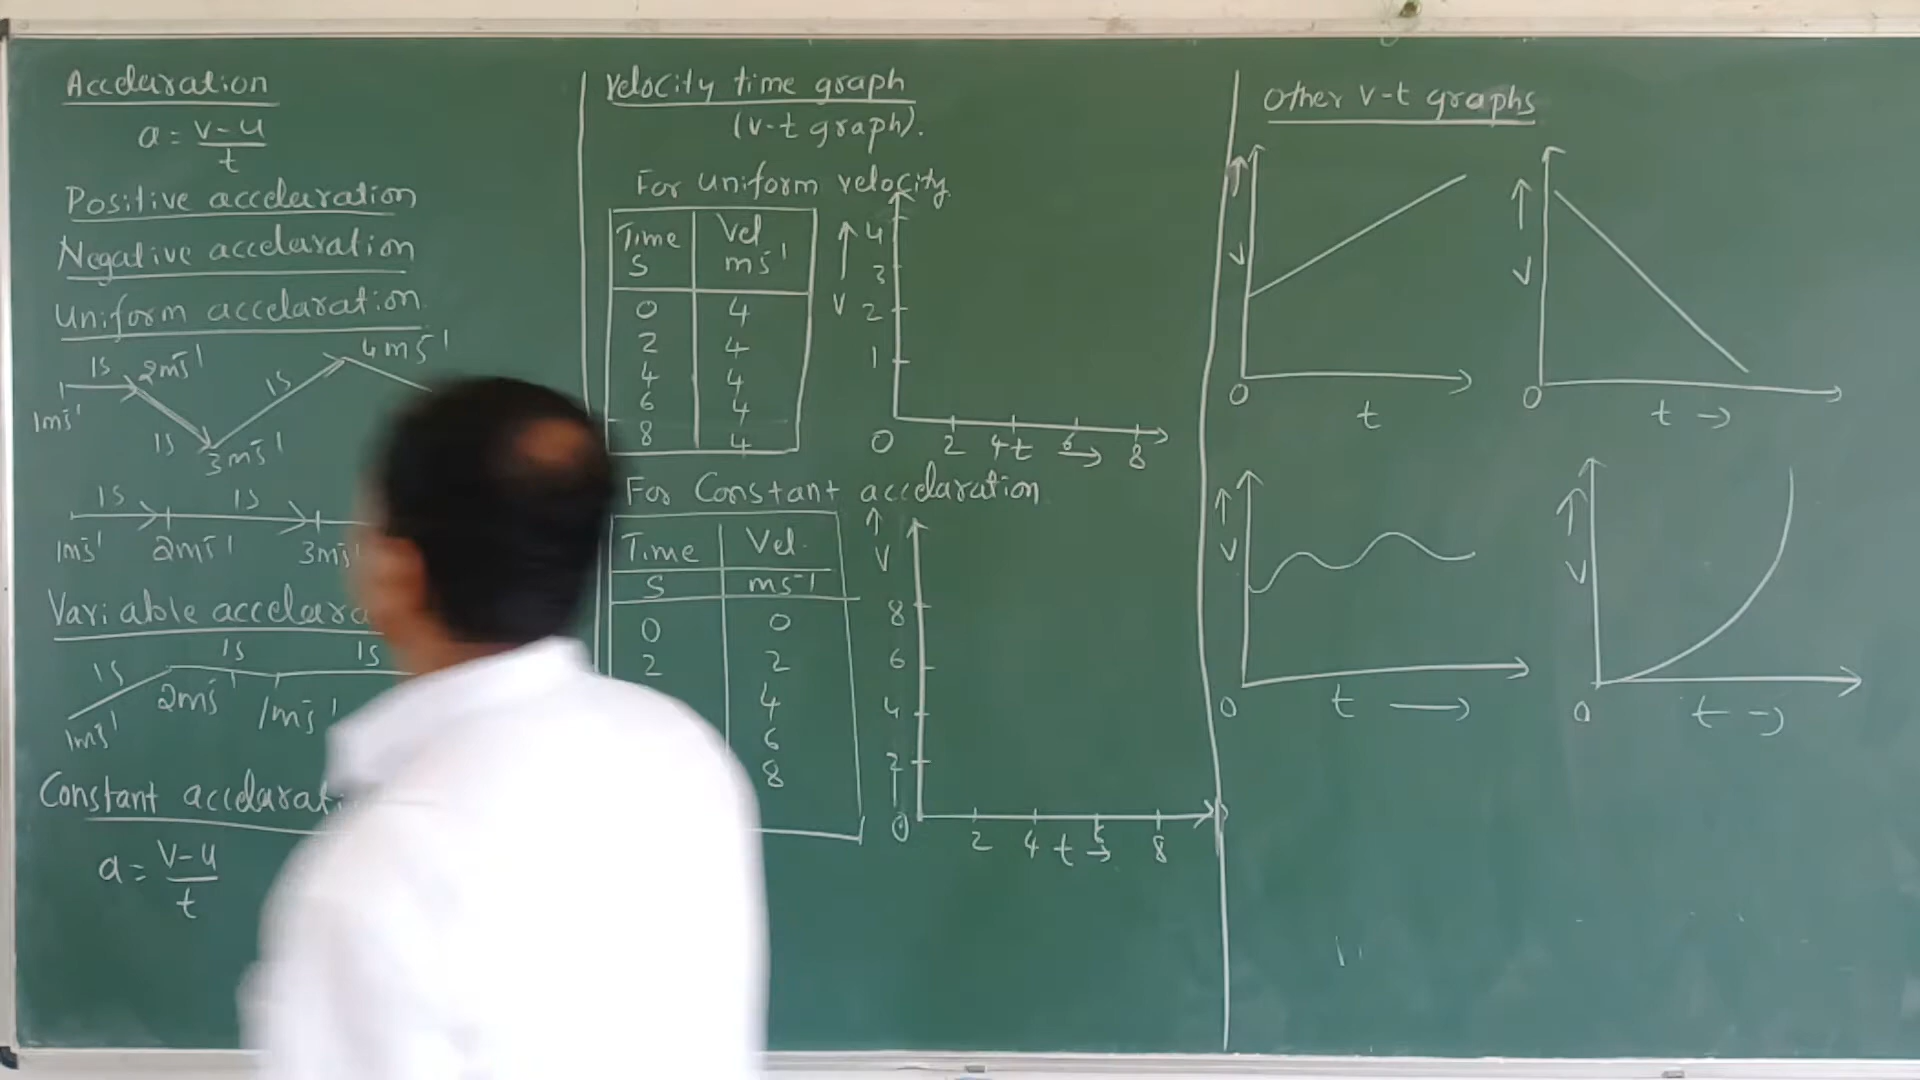 Acceleration
a = v-u
t
Positive acceleration
Negative acceleration
Uniform acceleration
1s 2ms⁻¹ 1s 4ms⁻¹
1ms⁻¹ 1s 3ms⁻¹
1s 1s
1ms⁻¹ 2ms⁻¹ 3ms⁻¹
Variable
1s 1s 1s
1ms⁻¹ 2ms⁻¹ 1ms⁻¹
Constant
a = v-u
t
Velocity time graph
(v-t graph).
For uniform velocity
Time Vel
S ms⁻¹
0 4
2 4
4 4
6 4
8 4
v
4
3
2
1
0 2 4 t 6 8
For Constant accelaration
Time Vel.
S ms⁻¹
0 0
2 2
4
6
8
V
8
6
4
2
0 2 4 t 8
Other v-t graphs
V
0 t
V
0 t
V
0 t
V
0 t